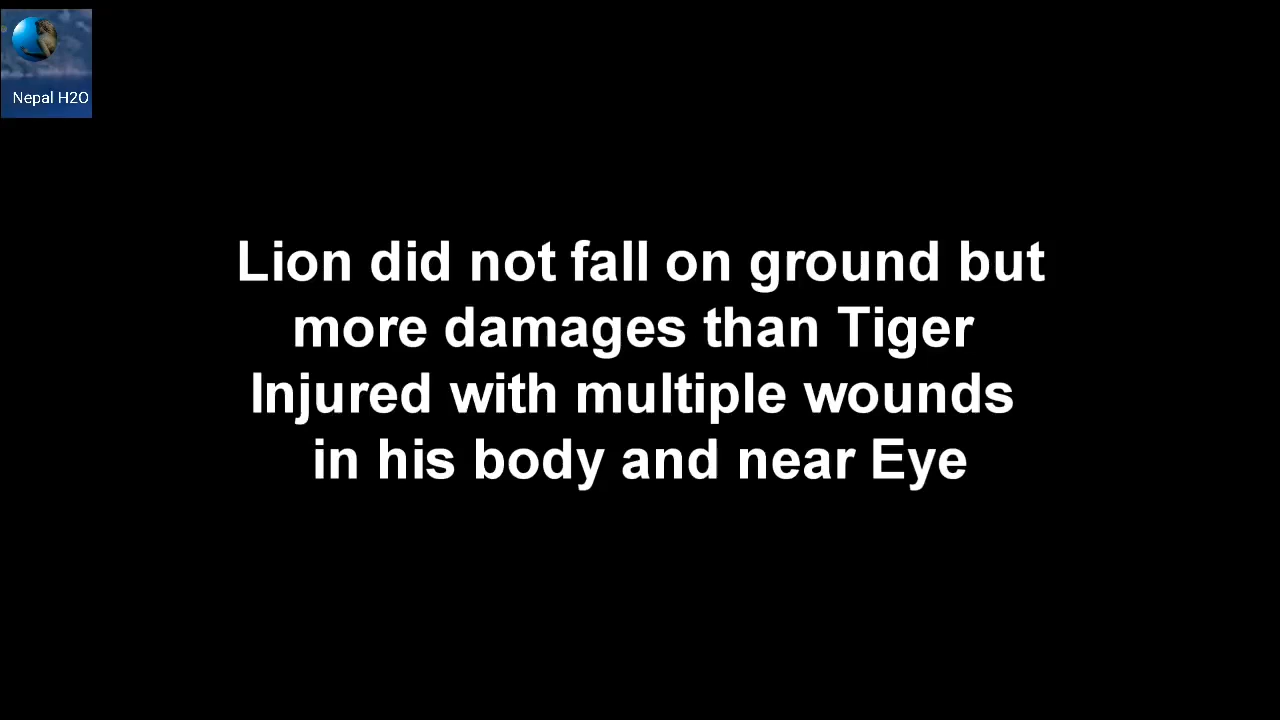 Nepal H2O
Lion did not fall on ground but
more damages than Tiger
Injured with multiple wounds
in his body and near Eye